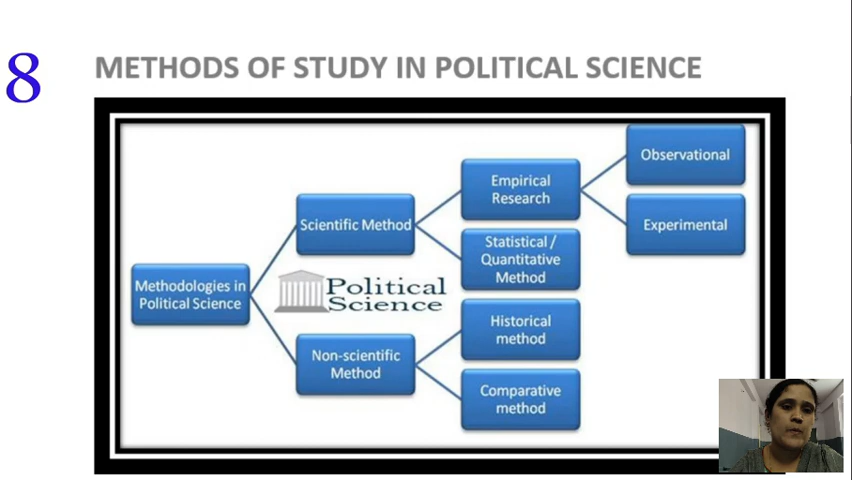 8
METHODS OF STUDY IN POLITICAL SCIENCE
Methodologies in
Political Science
Scientific Method
Non-scientific
Method
Political
Science
Empirical
Research
Statistical /
Quantitative
Method
Historical
method
Comparative
method
Observational
Experimental